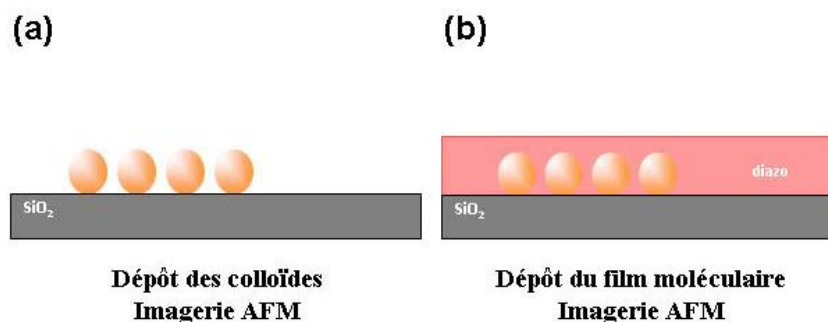 (a)
SiO₂
Dépôt des colloïdes
Imagerie AFM
(b)
diazo
SiO₂
Dépôt du film moléculaire
Imagerie AFM